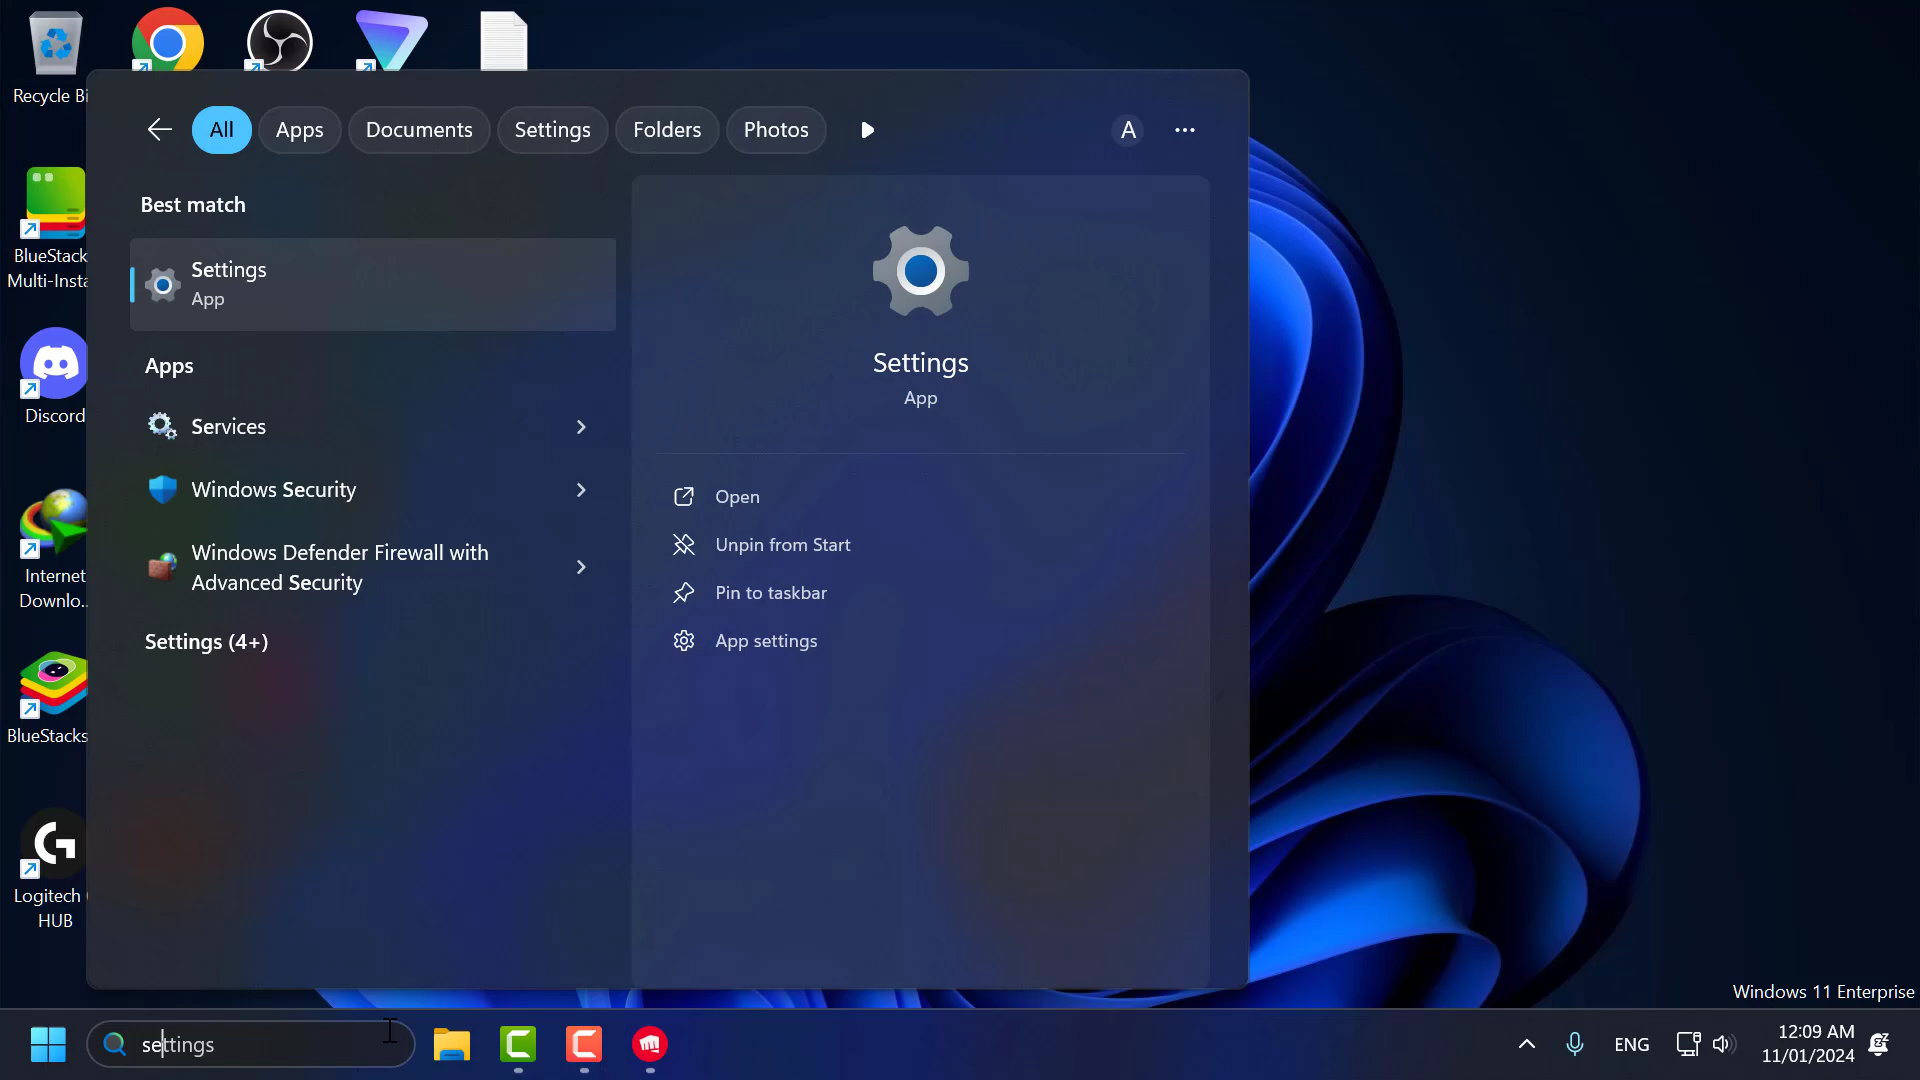 Recycle Bi
All
Apps
Documents
Settings
Folders
Photos
A
Best match
Settings
App
Apps
Services
Windows Security
Windows Defender Firewall with
Advanced Security
Settings (4+)
Settings
App
Open
Unpin from Start
Pin to taskbar
App settings
BlueStack
Multi-Insta
Discord
Internet
Downlo...
BlueStacks
Logitech
HUB
Windows 11 Enterprise
settings
ENG
12:09 AM
11/01/2024